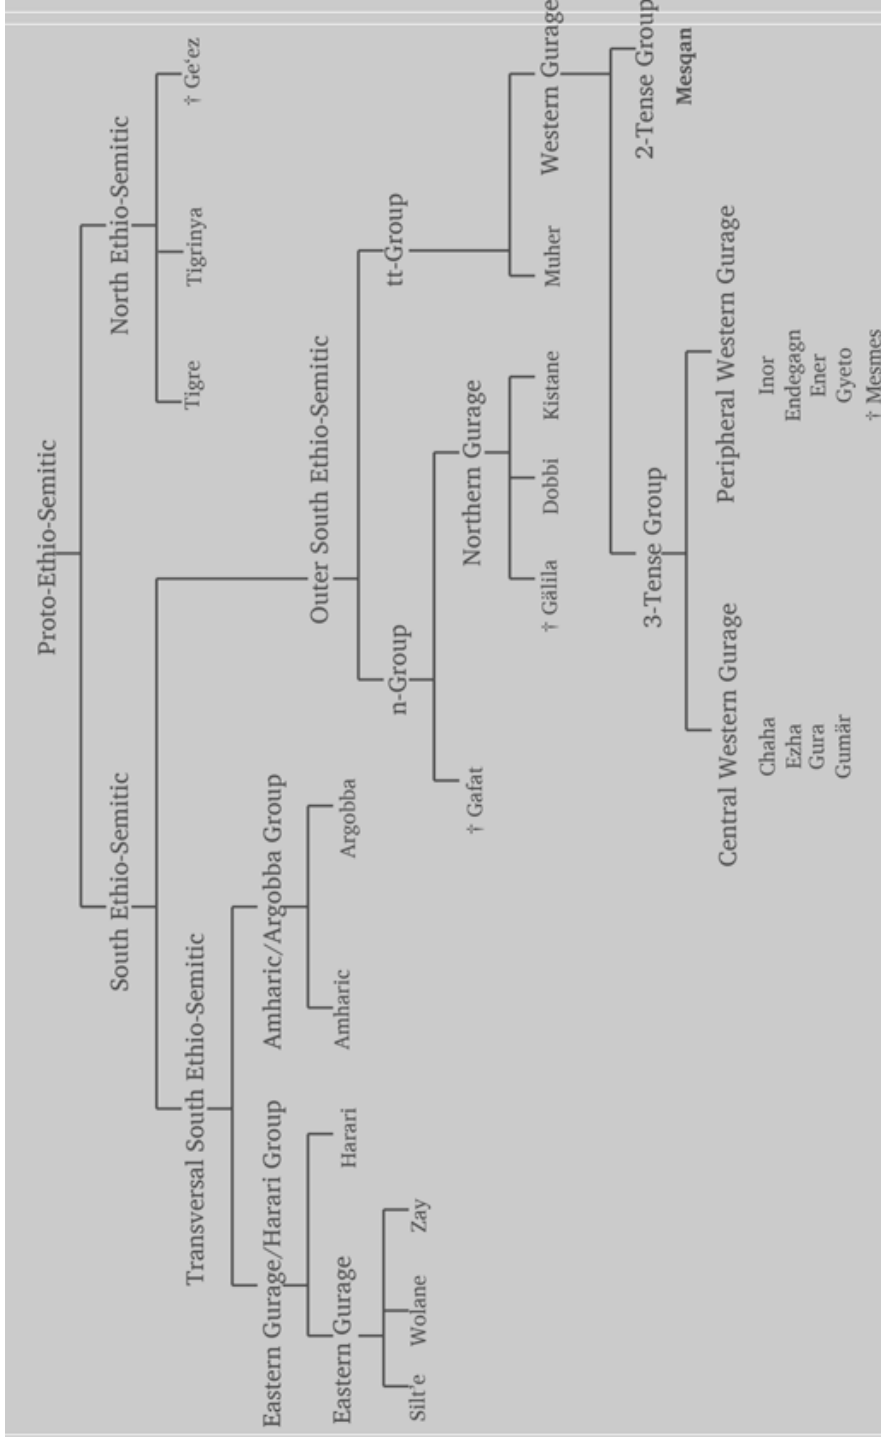 Proto-Ethio-Semitic
South Ethio-Semitic
North Ethio-Semitic
Transversal South Ethio-Semitic
Outer South Ethio-Semitic
Tigre
Tigrinya
† Ge‘ez
Eastern Gurage/Harari Group
Amharic/Argobba Group
Eastern Gurage
Harari
Amharic
Argobba
Silt’e
Wolane
Zay
n-Group
tt-Group
† Gafat
Northern Gurage
† Gälila
Dobbi
Kistane
Muher
Western Gurage
3-Tense Group
2-Tense Group
Mesqan
Central Western Gurage
Chaha
Ezha
Gura
Gumär
Peripheral Western Gurage
Inor
Endegagn
Ener
Gyeto
† Mesmes